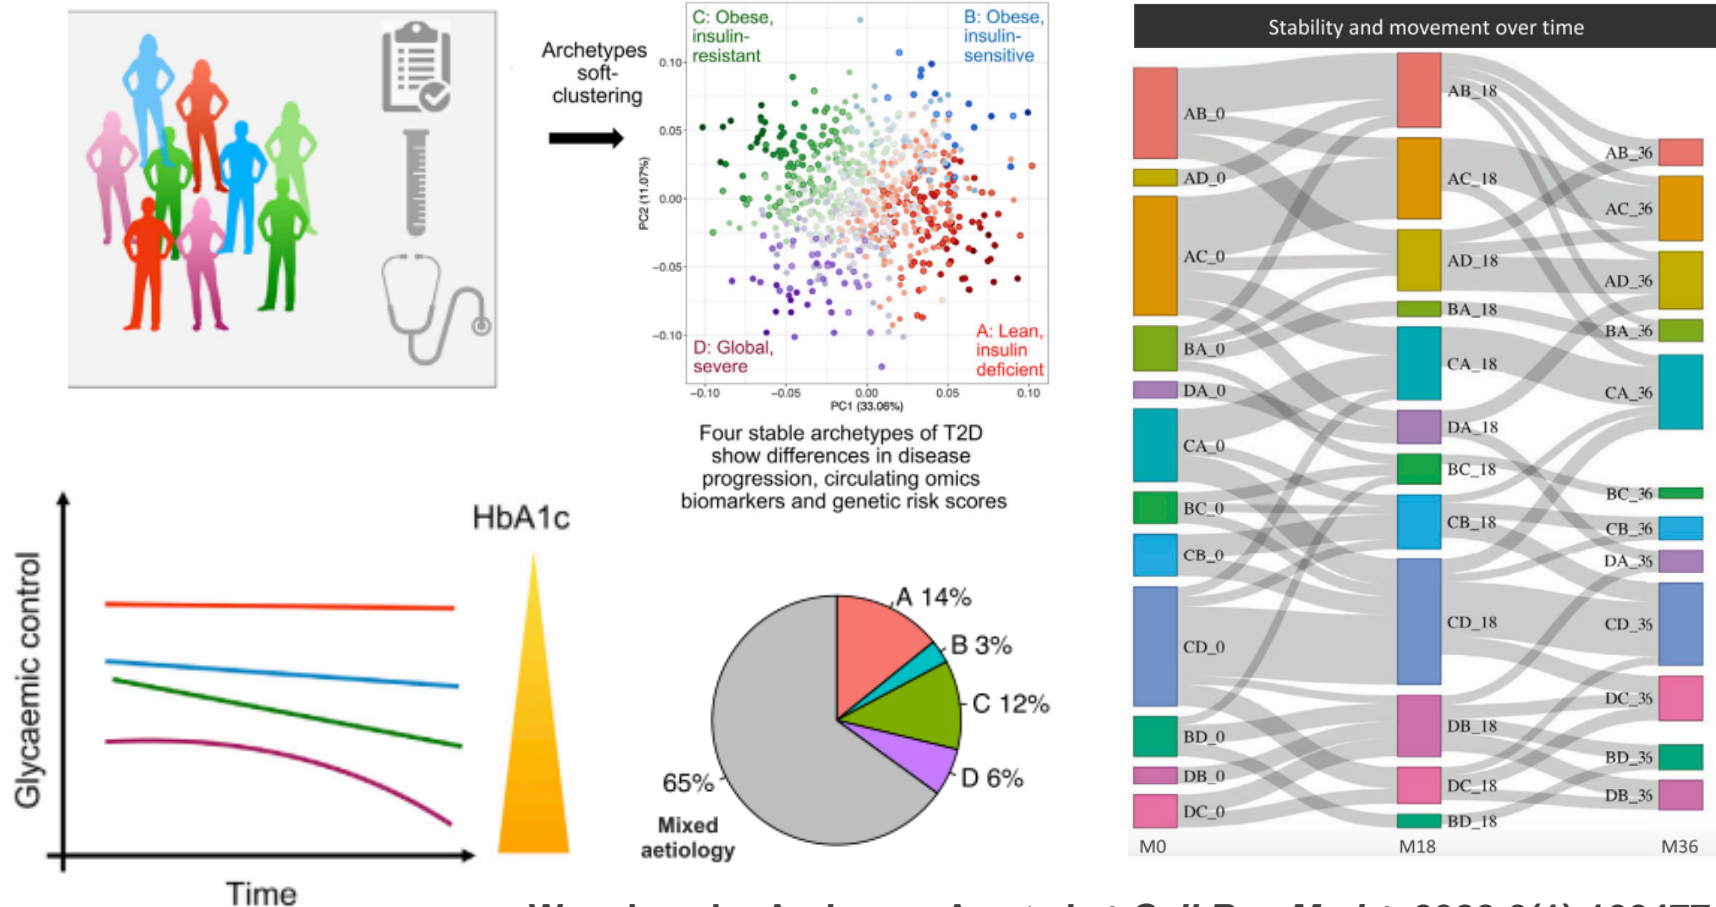 Archetypes
soft-
clustering
C: Obese,
insulin-
resistant
B: Obese,
insulin-
sensitive
D: Global,
severe
A: Lean,
insulin
deficient
0.10
0.05
0.00
−0.05
−0.10
PC2 (11.07%)
−0.10
−0.05
0.00
0.05
0.10
PC1 (33.06%)
Four stable archetypes of T2D
show differences in disease
progression, circulating omics
biomarkers and genetic risk scores
Glycaemic control
Time
HbA1c
A 14%
B 3%
C 12%
D 6%
65%
Mixed
aetiology
Stability and movement over time
AB_0
AD_0
AC_0
BA_0
DA_0
CA_0
BC_0
CB_0
CD_0
BD_0
DB_0
DC_0
M0
AB_18
AC_18
AD_18
BA_18
CA_18
DA_18
BC_18
CB_18
CD_18
DB_18
DC_18
BD_18
M18
AB_36
AC_36
AD_36
BA_36
CA_36
BC_36
CB_36
DA_36
CD_36
DC_36
BD_36
DB_36
M36